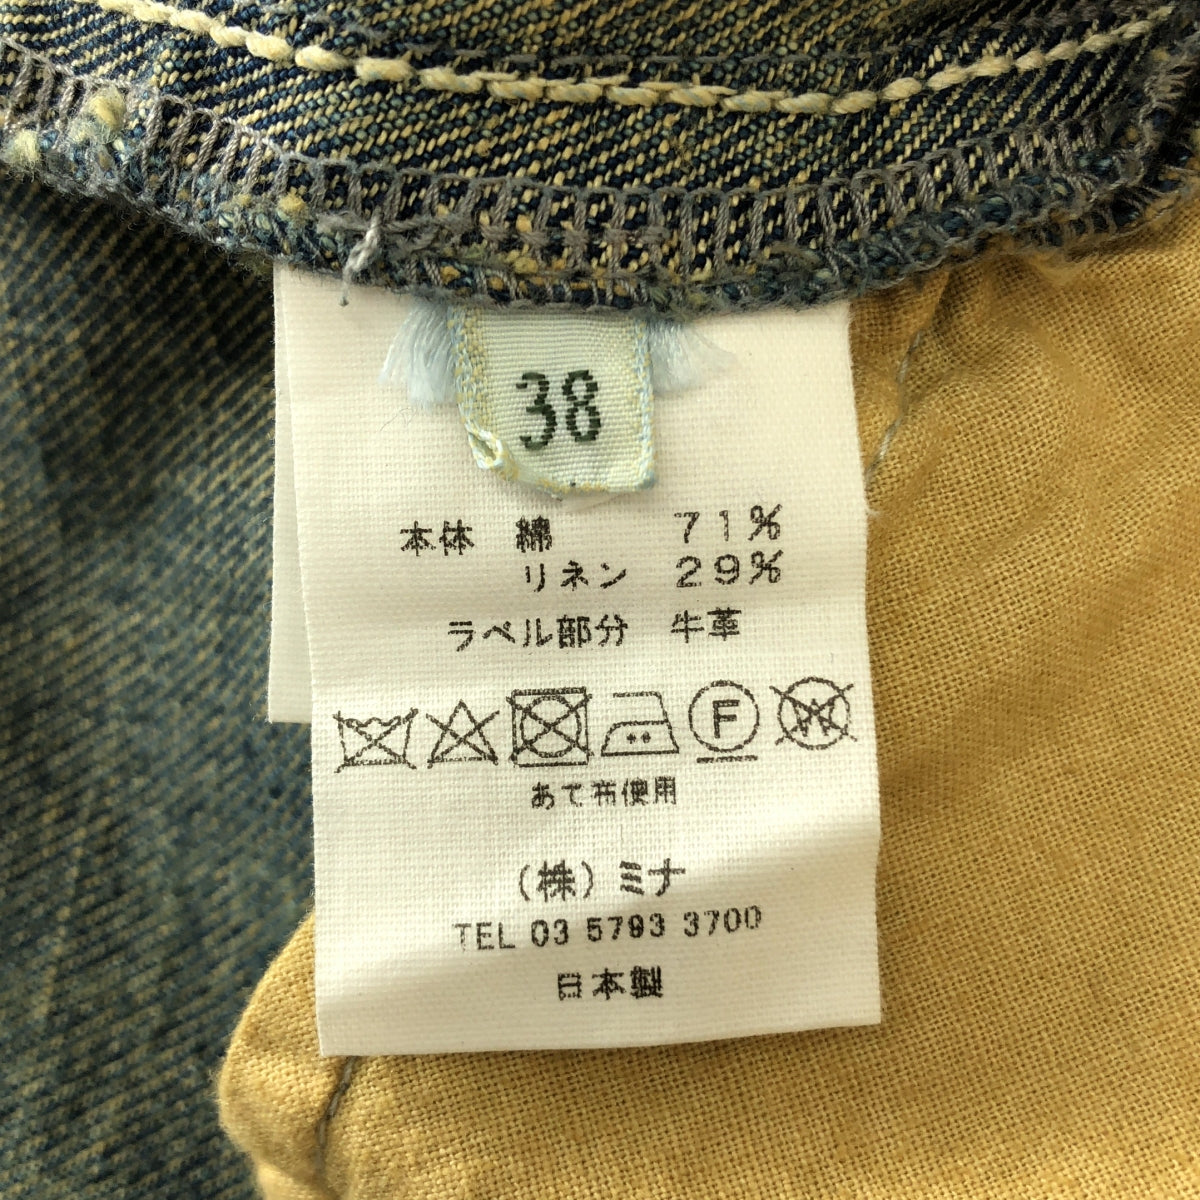 38
本体 綿 71%
リネン 29%
ラベル部分 牛革
F W
あて布使用
(株)ミナ
TEL 03 5793 3700
日本製